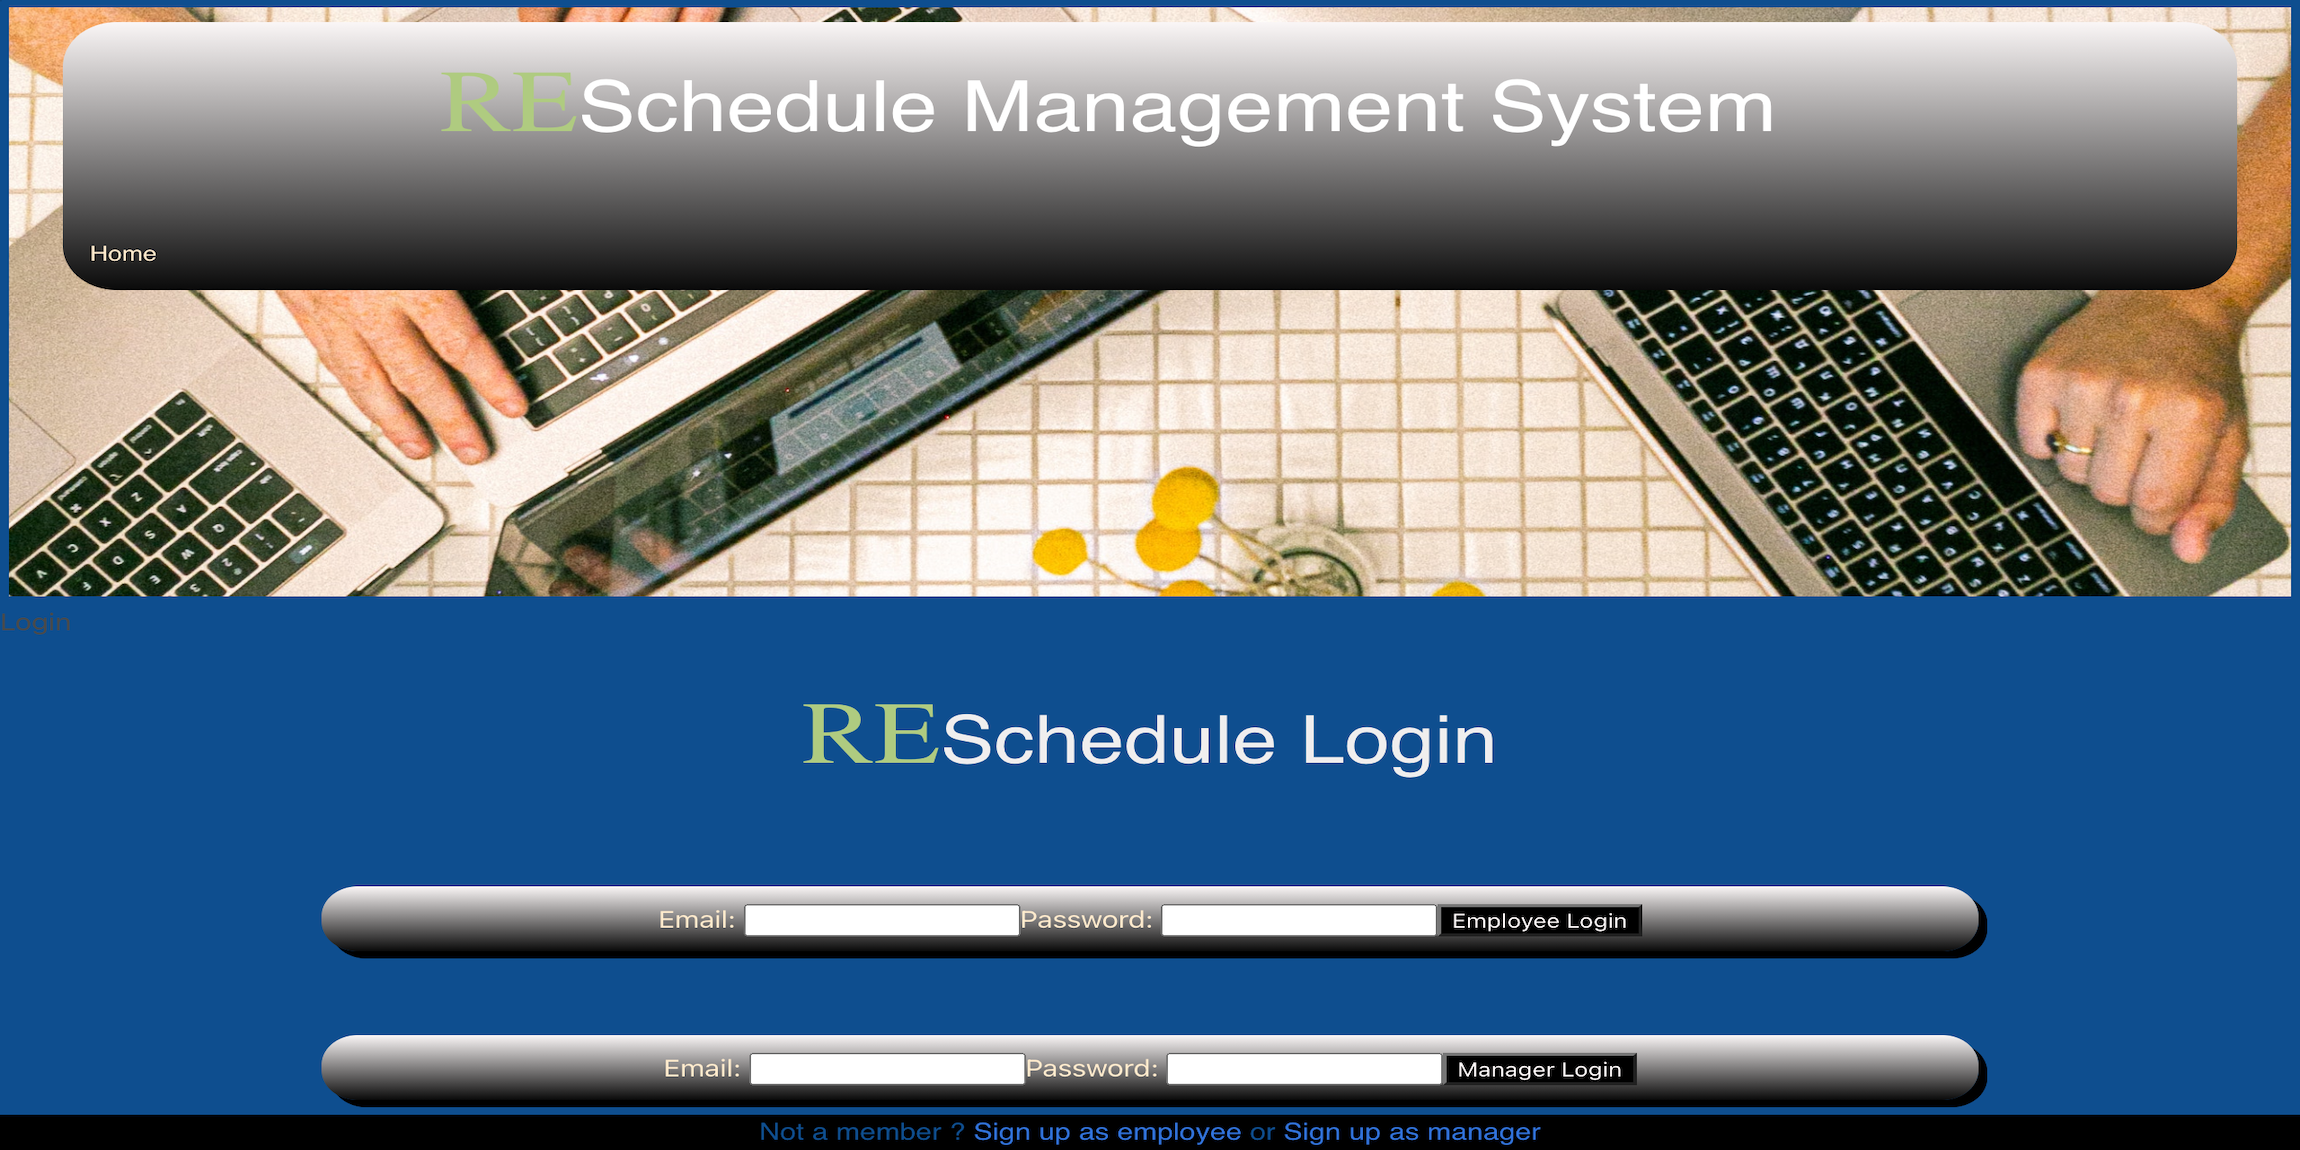 RESchedule Management System
Home
Login
RESchedule Login
Email: Password: Employee Login
Email: Password: Manager Login
Not a member ? Sign up as employee or Sign up as manager